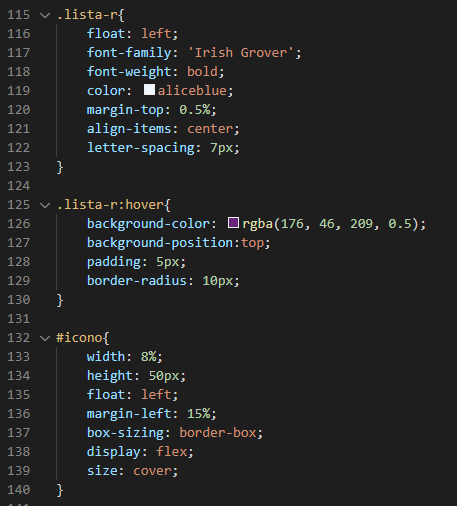 115 .lista-r{
116 float: left;
117 font-family: 'Irish Grover';
118 font-weight: bold;
119 color: aliceblue;
120 margin-top: 0.5%;
121 align-items: center;
122 letter-spacing: 7px;
123 }
124
125 .lista-r:hover{
126 background-color: rgba(176, 46, 209, 0.5);
127 background-position:top;
128 padding: 5px;
129 border-radius: 10px;
130 }
131
132 #icono{
133 width: 8%;
134 height: 50px;
135 float: left;
136 margin-left: 15%;
137 box-sizing: border-box;
138 display: flex;
139 size: cover;
140 }